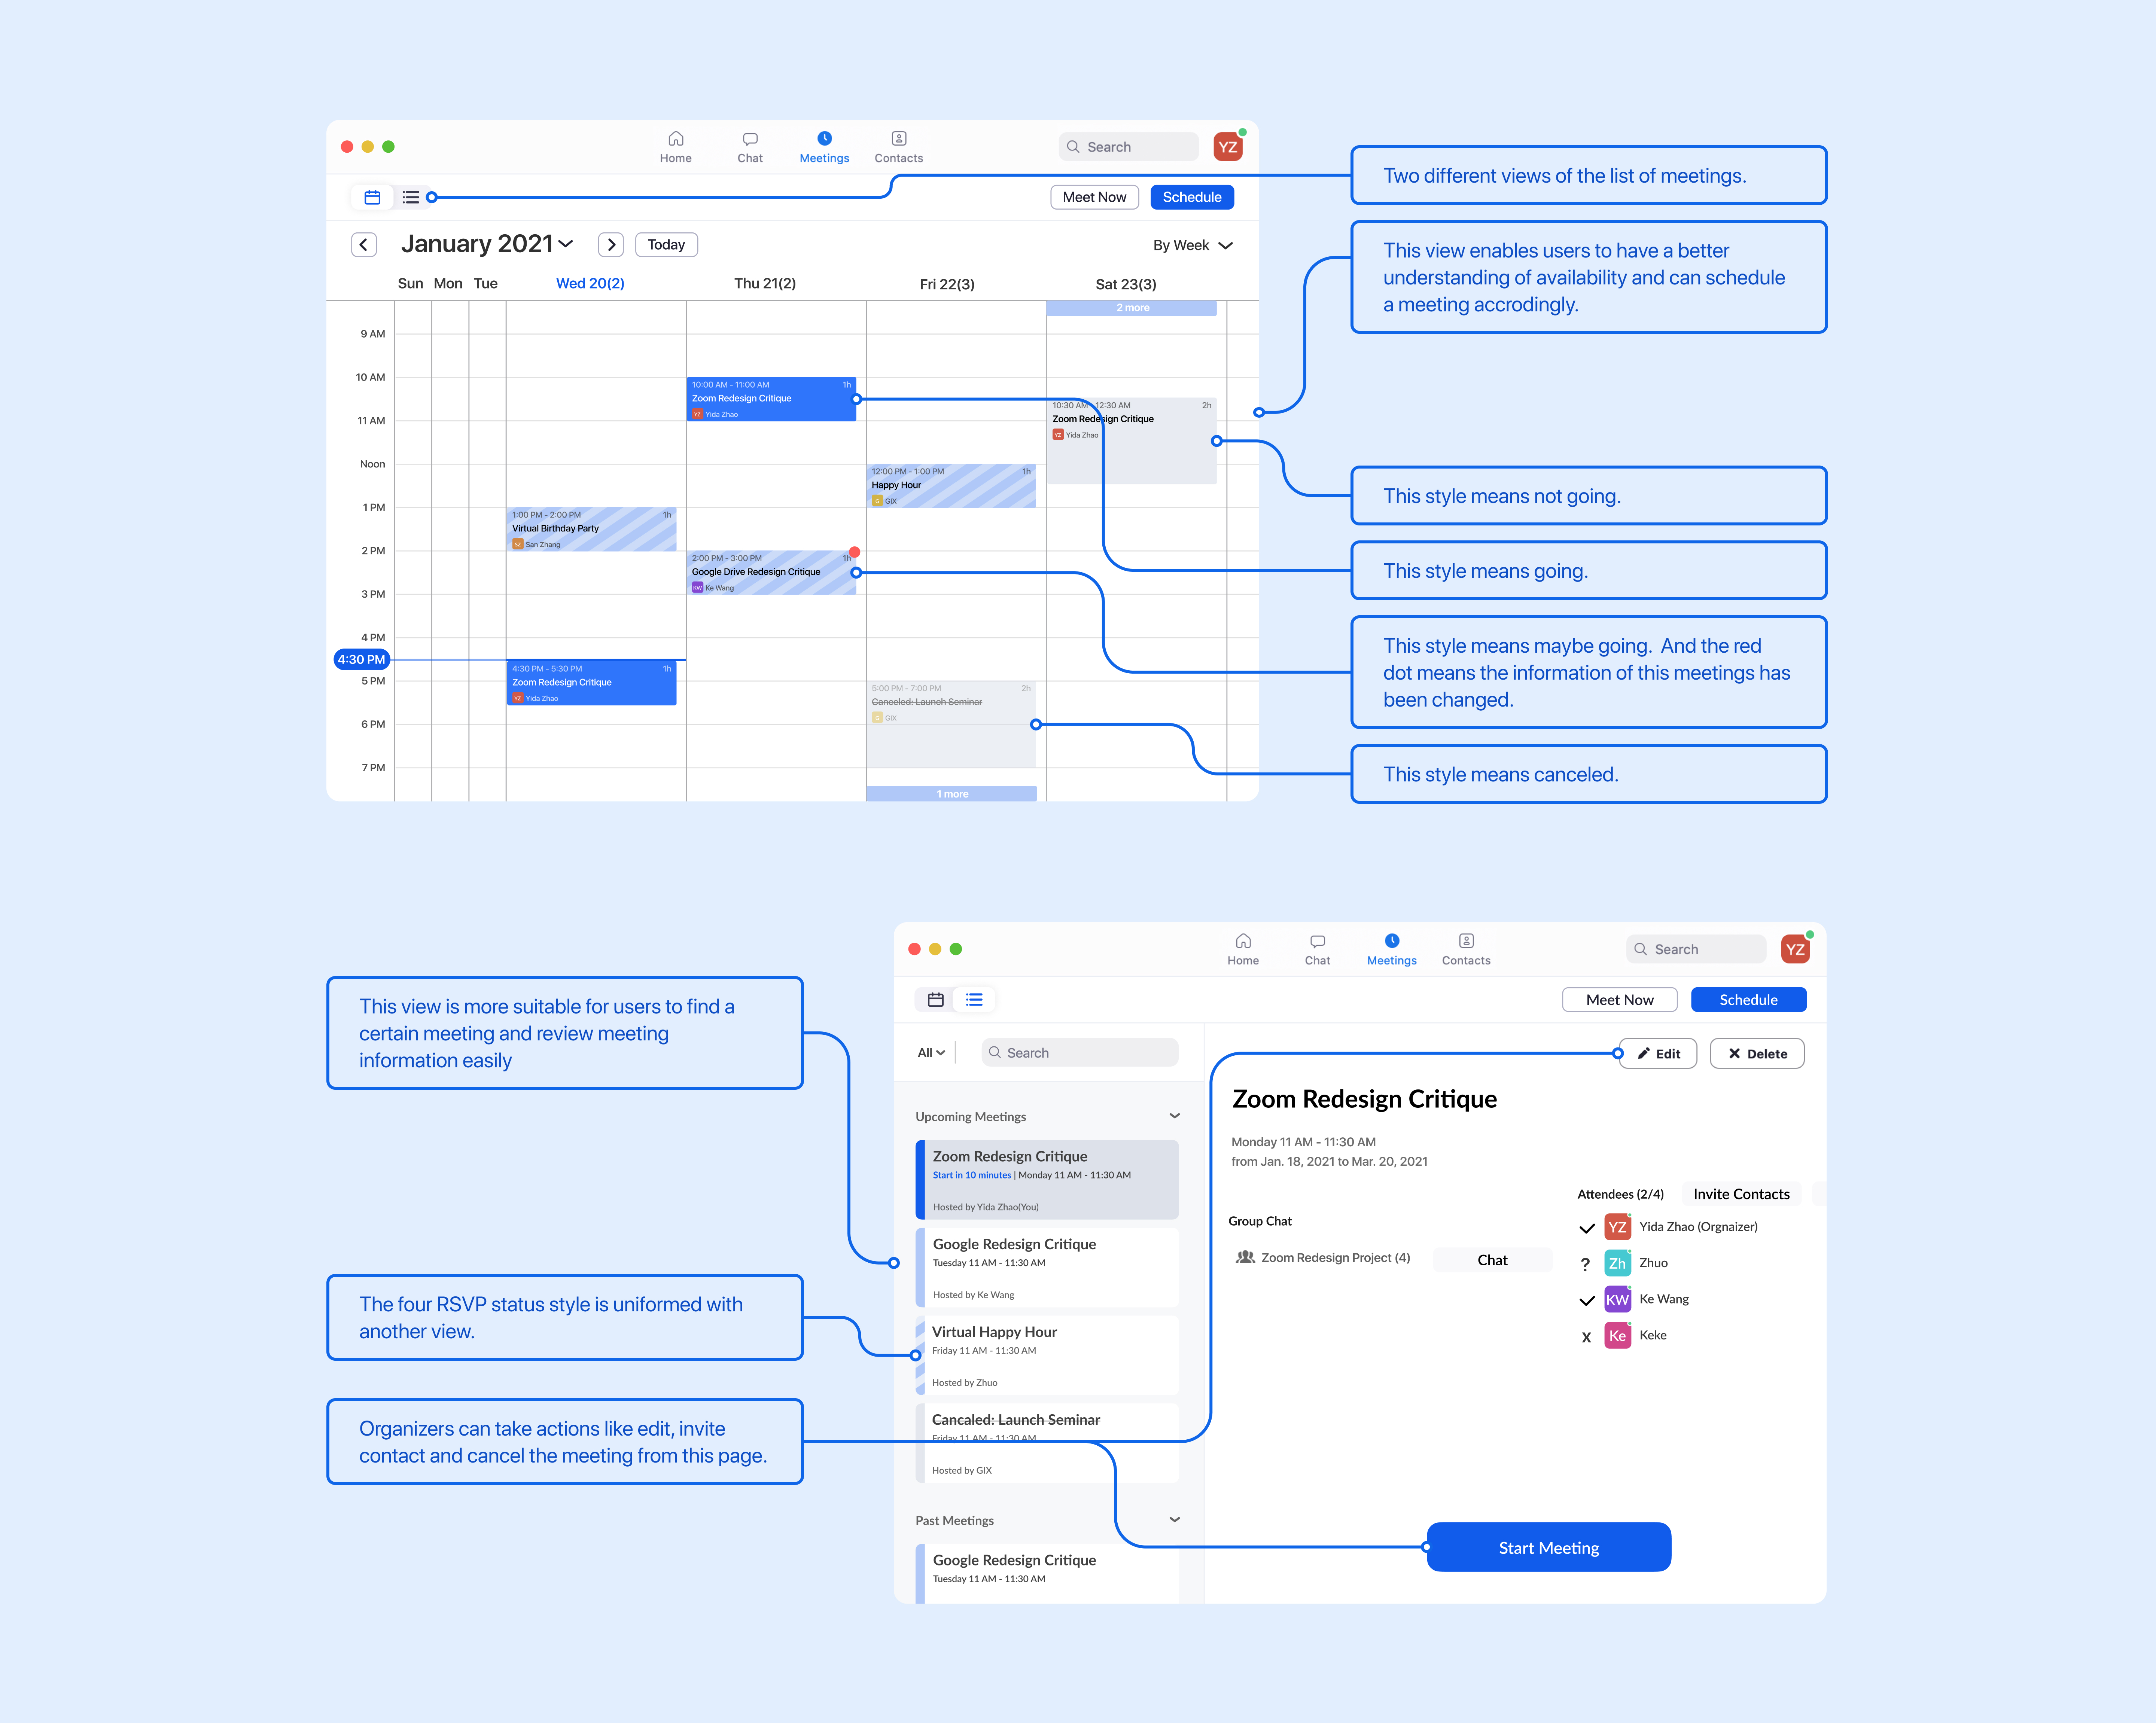 Home
Chat
Meetings
Contacts
Search
YZ
Meet Now
Schedule
January 2021
Today
By Week
Sun Mon Tue Wed 20(2) Thu 21(2) Fri 22(3) Sat 23(3)
2 more
9 AM
10 AM
11 AM
Noon
1 PM
2 PM
3 PM
4 PM
4:30 PM
5 PM
6 PM
7 PM
1:00 PM - 2:00 PM 1h
Virtual Birthday Party
SZ San Zhang
4:30 PM - 5:30 PM 1h
Zoom Redesign Critique
YZ Yida Zhao
10:00 AM - 11:00 AM 1h
Zoom Redesign Critique
YZ Yida Zhao
2:00 PM - 3:00 PM 1h
Google Drive Redesign Critique
KW Ke Wang
12:00 PM - 1:00 PM 1h
Happy Hour
G GIX
5:00 PM - 7:00 PM 2h
Canceled: Launch Seminar
G GIX
1 more
10:30 AM - 12:30 AM 2h
Zoom Redesign Critique
YZ Yida Zhao
Two different views of the list of meetings.
This view enables users to have a better
understanding of availability and can schedule
a meeting accrodingly.
This style means not going.
This style means going.
This style means maybe going. And the red
dot means the information of this meetings has
been changed.
This style means canceled.
This view is more suitable for users to find a
certain meeting and review meeting
information easily
The four RSVP status style is uniformed with
another view.
Organizers can take actions like edit, invite
contact and cancel the meeting from this page.
Home
Chat
Meetings
Contacts
Search
YZ
Meet Now
Schedule
All
Search
Upcoming Meetings
Zoom Redesign Critique
Start in 10 minutes | Monday 11 AM - 11:30 AM
Hosted by Yida Zhao(You)
Google Redesign Critique
Tuesday 11 AM - 11:30 AM
Hosted by Ke Wang
Virtual Happy Hour
Friday 11 AM - 11:30 AM
Hosted by Zhuo
Cancaled: Launch Seminar
Friday 11 AM - 11:30 AM
Hosted by GIX
Past Meetings
Google Redesign Critique
Tuesday 11 AM - 11:30 AM
Edit
Delete
Zoom Redesign Critique
Monday 11 AM - 11:30 AM
from Jan. 18, 2021 to Mar. 20, 2021
Group Chat
Zoom Redesign Project (4)
Chat
Attendees (2/4)
Invite Contacts
YZ Yida Zhao (Orgnaizer)
? Zh Zhuo
KW Ke Wang
X Ke Keke
Start Meeting